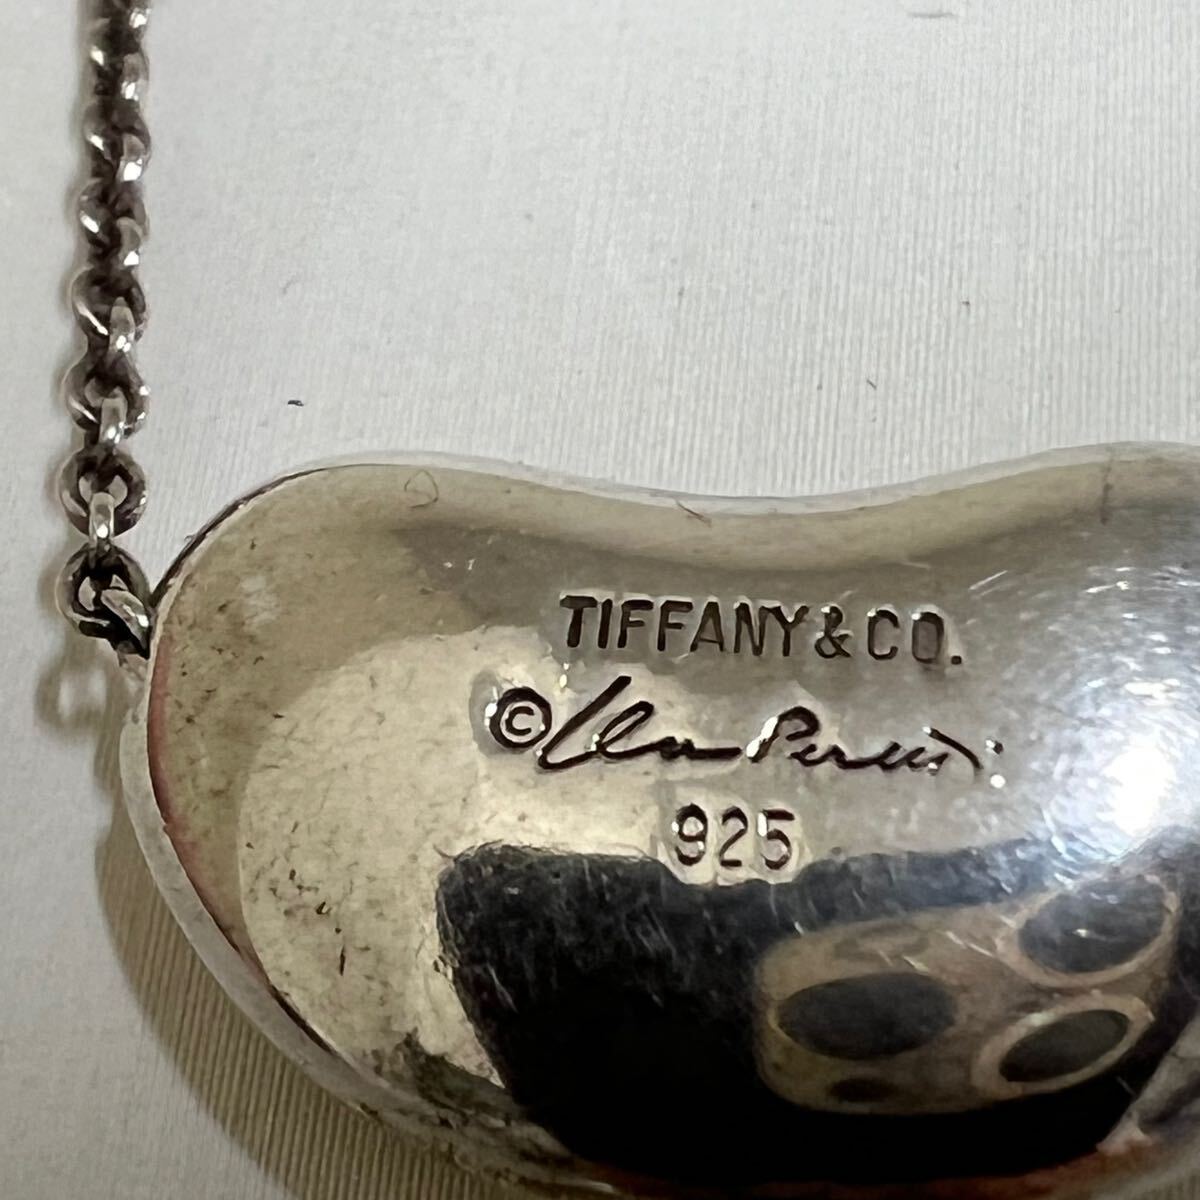 TIFFANY & CO.
© Elsa Peretti
925